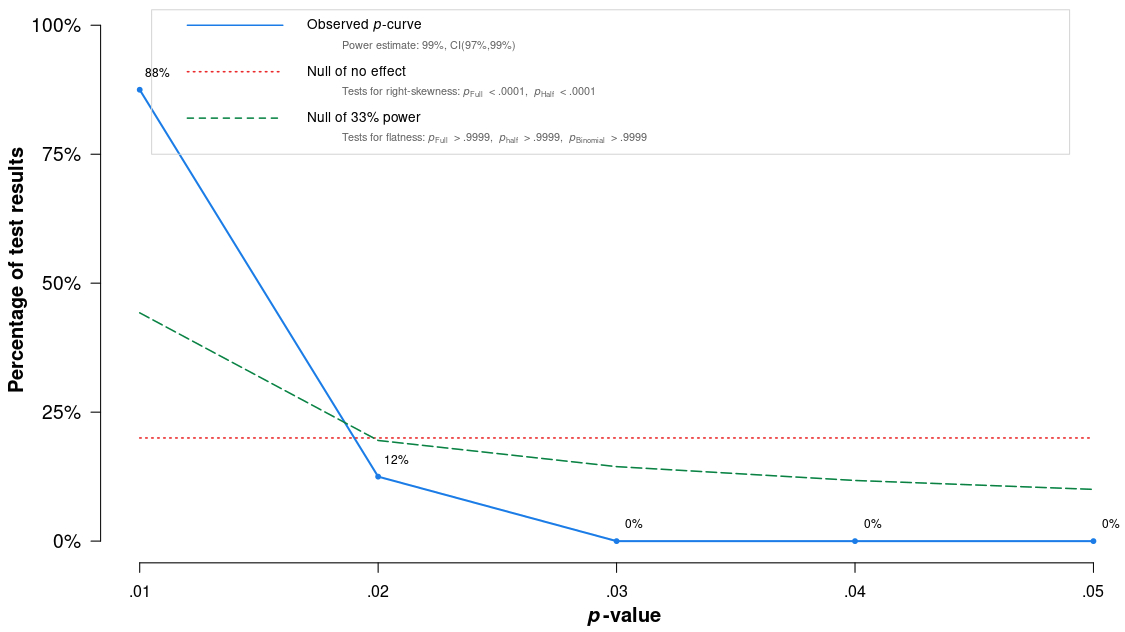 Observed p-curve
Power estimate: 99%, CI(97%,99%)
Null of no effect
Tests for right-skewness: pFull < .0001, pHalf < .0001
Null of 33% power
Tests for flatness: pFull > .9999, phalf > .9999, pBinomial > .9999
100%
75%
50%
25%
0%
Percentage of test results
88%
12%
0%
0%
0%
.01
.02
.03
.04
.05
p-value